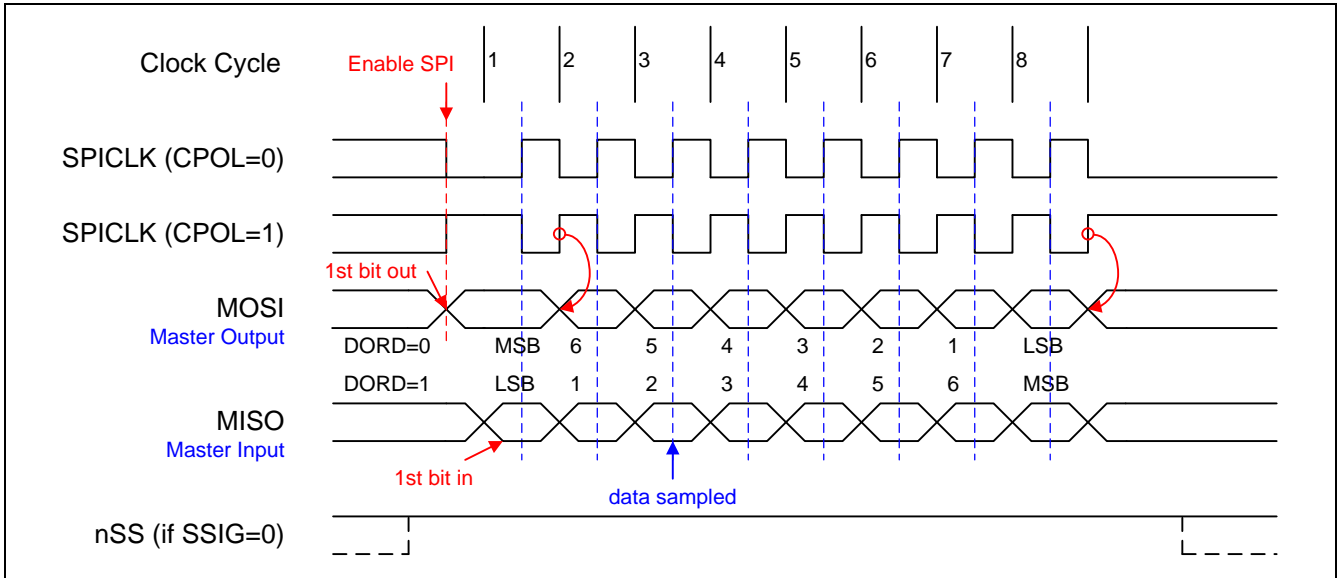 Clock Cycle
Enable SPI
1 2 3 4 5 6 7 8
SPICLK (CPOL=0)
SPICLK (CPOL=1)
1st bit out
MOSI
Master Output
DORD=0 MSB 6 5 4 3 2 1 LSB
DORD=1 LSB 1 2 3 4 5 6 MSB
MISO
Master Input
1st bit in
data sampled
nSS (if SSIG=0)